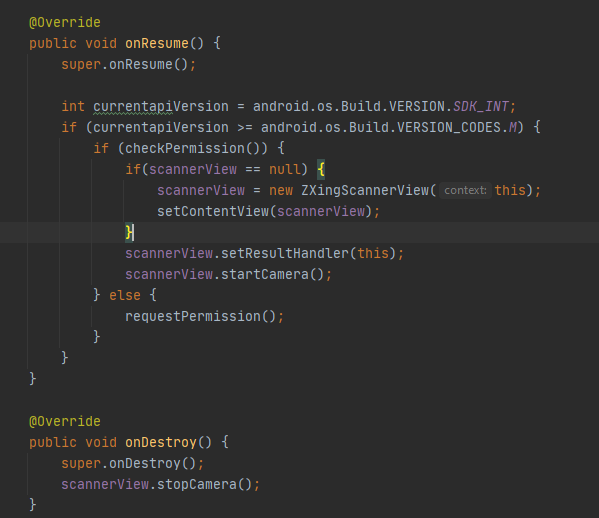 @Override
public void onResume() {
    super.onResume();

    int currentapiVersion = android.os.Build.VERSION.SDK_INT;
    if (currentapiVersion >= android.os.Build.VERSION_CODES.M) {
        if (checkPermission()) {
            if(scannerView == null) {
                scannerView = new ZXingScannerView( context: this);
                setContentView(scannerView);
            }
            scannerView.setResultHandler(this);
            scannerView.startCamera();
        } else {
            requestPermission();
        }
    }
}

@Override
public void onDestroy() {
    super.onDestroy();
    scannerView.stopCamera();
}